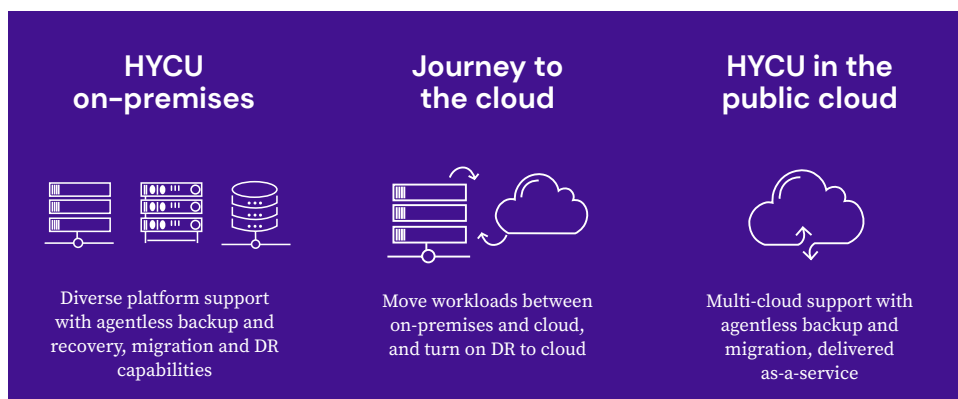 HYCU
on-premises
Diverse platform support
with agentless backup and
recovery, migration and DR
capabilities
Journey to
the cloud
Move workloads between
on-premises and cloud,
and turn on DR to cloud
HYCU in the
public cloud
Multi-cloud support with
agentless backup and
migration, delivered
as-a-service